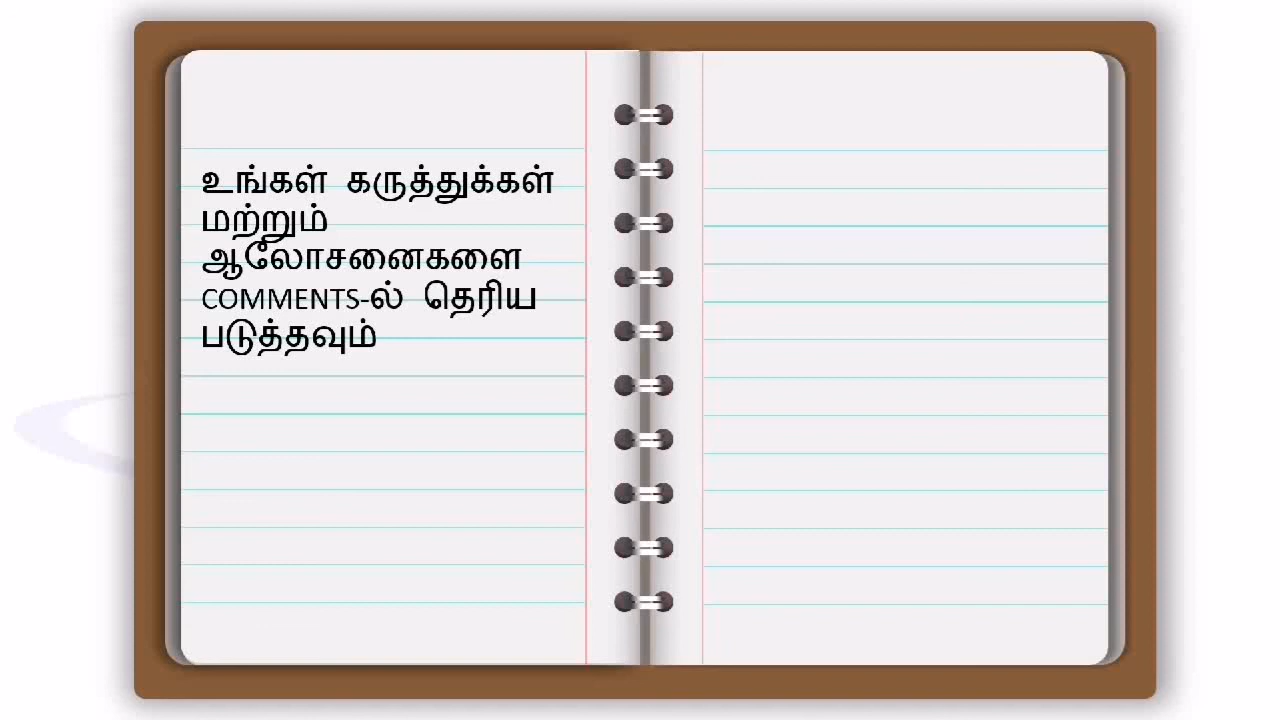 உங்கள் கருத்துக்கள்
மற்றும்
ஆலோசனைகளை
COMMENTS-ல் தெரிய
படுத்தவும்